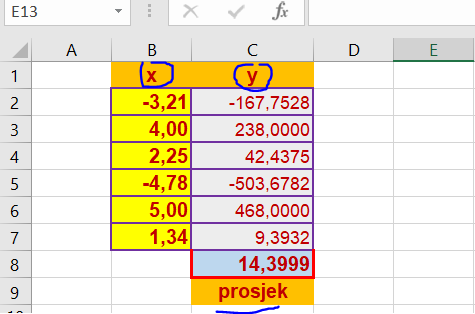 E13 fx
A B C D E
1 x y
2 -3,21 -167,7528
3 4,00 238,0000
4 2,25 42,4375
5 -4,78 -503,6782
6 5,00 468,0000
7 1,34 9,3932
8 14,3999
9 prosjek